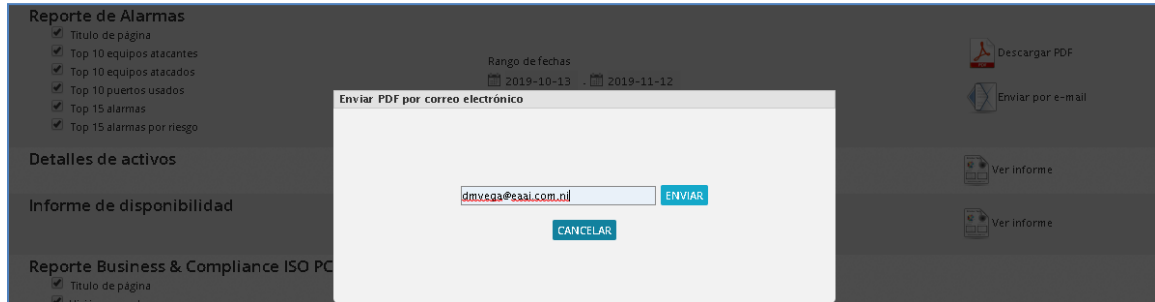 Reporte de Alarmas
Titulo de página
Top 10 equipos atacantes
Top 10 equipos atacados
Top 10 puertos usados
Top 15 alarmas
Top 15 alarmas por riesgo
Rango de fechas
2019-10-13 - 2019-11-12
Descargar PDF
Enviar por e-mail
Enviar PDF por correo electrónico
dmvega@eaai.com.ni ENVIAR
CANCELAR
Detalles de activos
Ver informe
Informe de disponibilidad
Ver informe
Reporte Business & Compliance ISO PC
Titulo de página